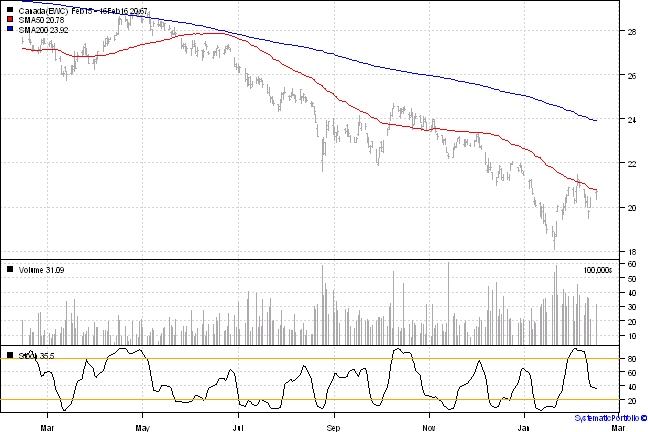 Canada(EWC) Feb15 - 16Feb16 20.67
SMA50 20.78
SMA200 23.92
28
26
24
22
20
18
Volume 31.09
100,000s
60
50
40
30
20
10
Stock 35.5
80
60
40
20
Mar May Jul Sep Nov Jan Mar
SystematicPortfolio ©